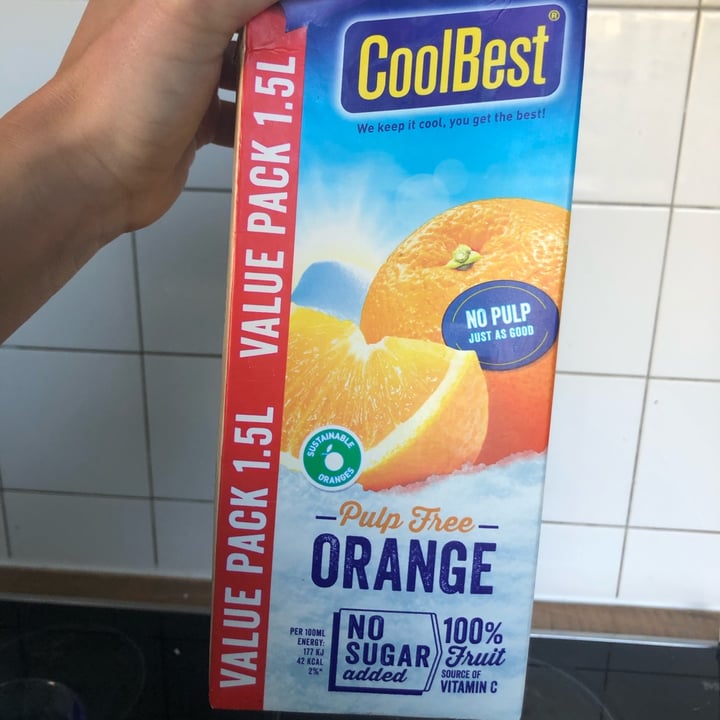 CoolBest®
We keep it cool, you get the best!
VALUE PACK 1.5L
VALUE PACK 1.5L
NO PULP
JUST AS GOOD
SUSTAINABLE
ORANGES
Pulp Free
ORANGE
PER 100ML
ENERGY:
177 KJ
42 KCAL
2%*
NO
SUGAR
added
100%
Fruit
SOURCE OF
VITAMIN C